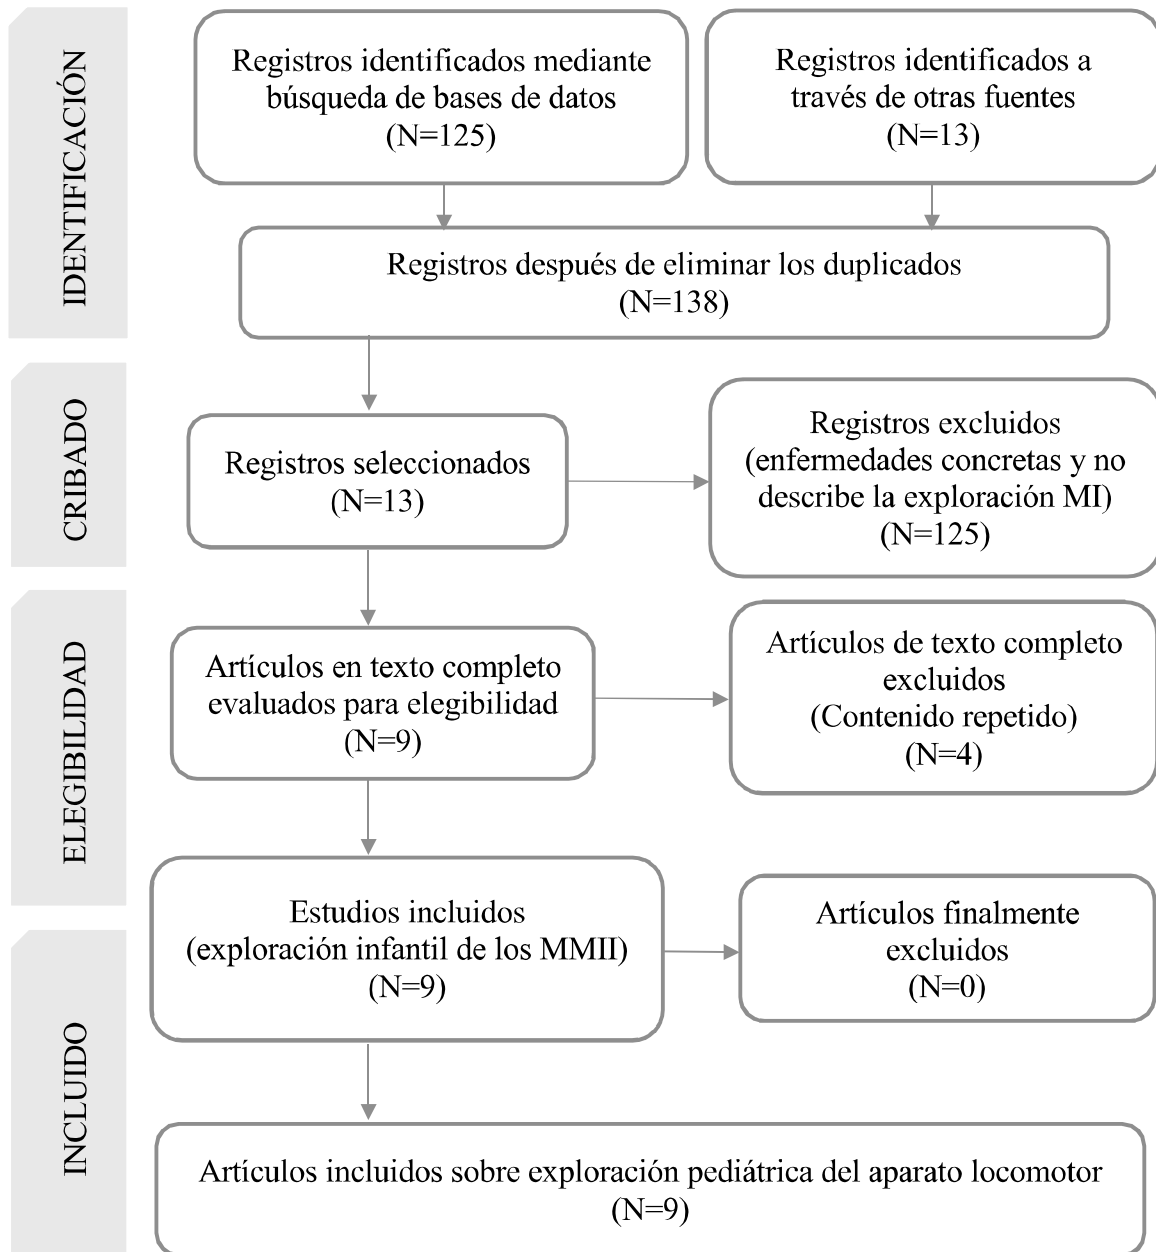 IDENTIFICACIÓN
Registros identificados mediante
búsqueda de bases de datos
(N=125)
Registros identificados a
través de otras fuentes
(N=13)
Registros después de eliminar los duplicados
(N=138)
CRIBADO
Registros seleccionados
(N=13)
Registros excluidos
(enfermedades concretas y no
describe la exploración MI)
(N=125)
ELEGIBILIDAD
Artículos en texto completo
evaluados para elegibilidad
(N=9)
Artículos de texto completo
excluidos
(Contenido repetido)
(N=4)
INCLUIDO
Estudios incluidos
(exploración infantil de los MMII)
(N=9)
Artículos finalmente
excluidos
(N=0)
Artículos incluidos sobre exploración pediátrica del aparato locomotor
(N=9)